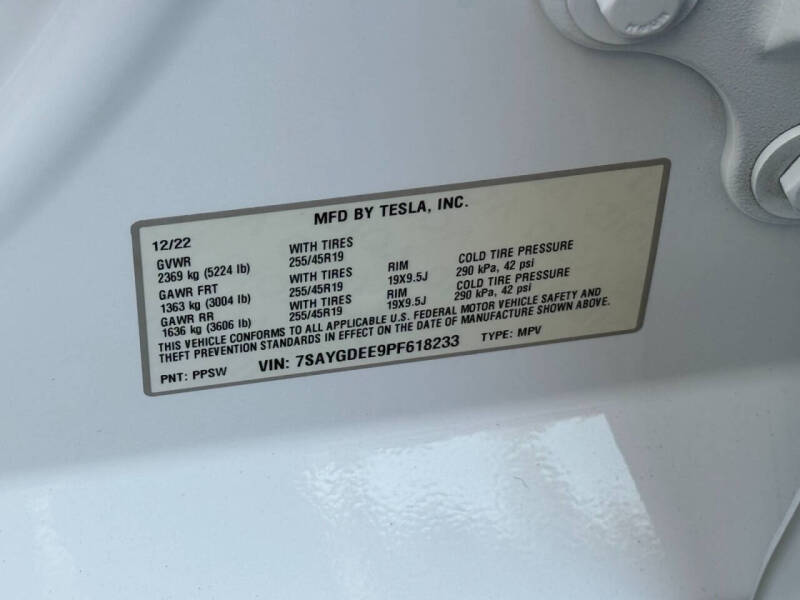 MFD BY TESLA, INC.
12/22
GVWR WITH TIRES
2369 kg (5224 lb) 255/45R19 RIM COLD TIRE PRESSURE
GAWR FRT WITH TIRES 19X9.5J 290 kPa, 42 psi
1363 kg (3004 lb) 255/45R19 RIM COLD TIRE PRESSURE
GAWR RR WITH TIRES 19X9.5J 290 kPa, 42 psi
1636 kg (3606 lb) 255/45R19
THIS VEHICLE CONFORMS TO ALL APPLICABLE U.S. FEDERAL MOTOR VEHICLE SAFETY AND
THEFT PREVENTION STANDARDS IN EFFECT ON THE DATE OF MANUFACTURE SHOWN ABOVE.
PNT: PPSW VIN: 7SAYGDEE9PF618233 TYPE: MPV